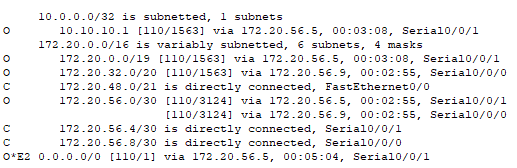 10.0.0.0/32 is subnetted, 1 subnets
O 10.10.10.1 [110/1563] via 172.20.56.5, 00:03:08, Serial0/0/1
172.20.0.0/16 is variably subnetted, 6 subnets, 4 masks
O 172.20.0.0/19 [110/1563] via 172.20.56.5, 00:03:08, Serial0/0/1
O 172.20.32.0/20 [110/1563] via 172.20.56.9, 00:02:55, Serial0/0/0
C 172.20.48.0/21 is directly connected, FastEthernet0/0
O 172.20.56.0/30 [110/3124] via 172.20.56.5, 00:02:55, Serial0/0/1
[110/3124] via 172.20.56.9, 00:02:55, Serial0/0/0
C 172.20.56.4/30 is directly connected, Serial0/0/1
C 172.20.56.8/30 is directly connected, Serial0/0/0
O*E2 0.0.0.0/0 [110/1] via 172.20.56.5, 00:05:04, Serial0/0/1